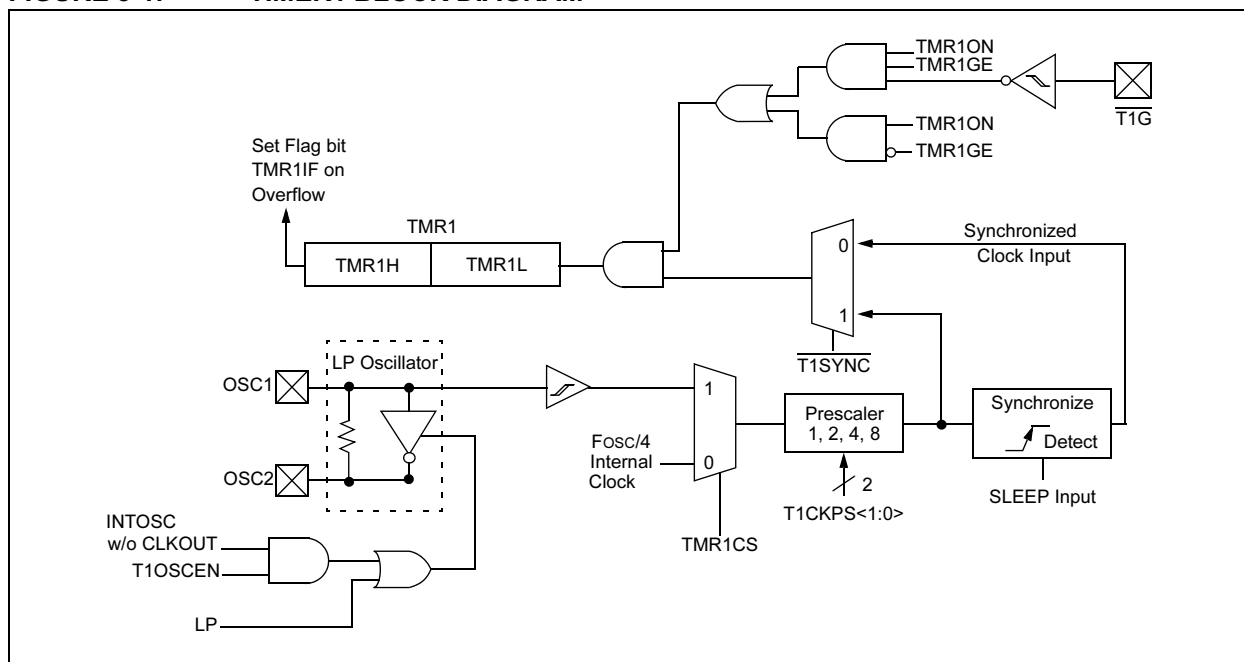 TMR1ON
TMR1GE
T1G
TMR1ON
TMR1GE
Set Flag bit
TMR1IF on
Overflow
TMR1
TMR1H
TMR1L
0
1
T1SYNC
Synchronized
Clock Input
LP Oscillator
OSC1
OSC2
FOSC/4
Internal
Clock
1
0
TMR1CS
Prescaler
1, 2, 4, 8
2
T1CKPS<1:0>
Synchronize
Detect
SLEEP Input
INTOSC
w/o CLKOUT
T1OSCEN
LP